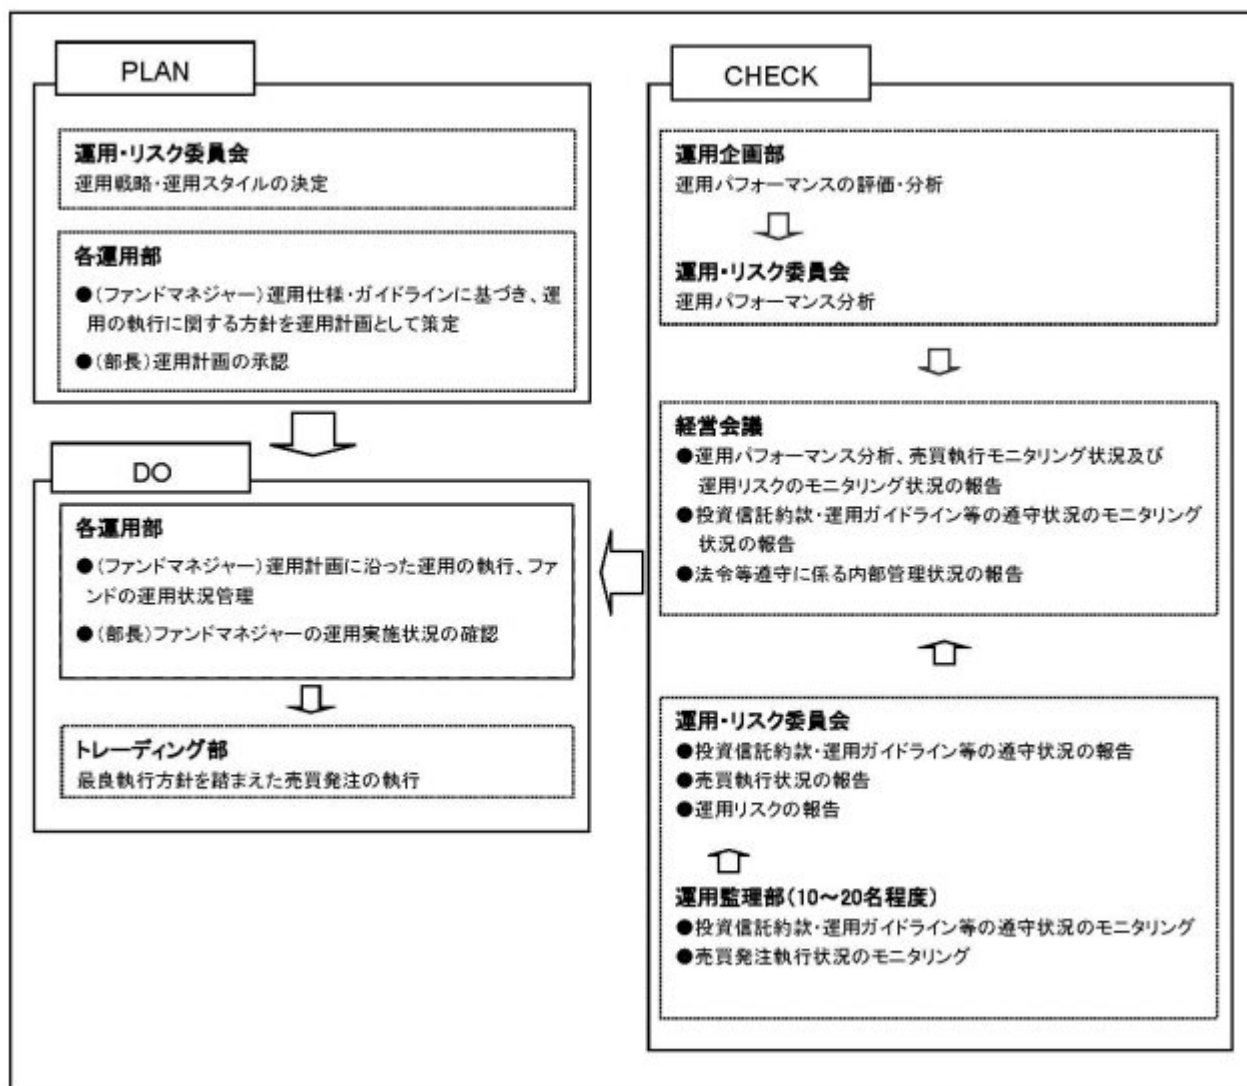 PLAN
運用・リスク委員会
運用戦略・運用スタイルの決定
各運用部
●(ファンドマネジャー)運用仕様・ガイドラインに基づき、運
用の執行に関する方針を運用計画として策定
●(部長)運用計画の承認
DO
各運用部
●(ファンドマネジャー)運用計画に沿った運用の執行、ファ
ンドの運用状況管理
●(部長)ファンドマネジャーの運用実施状況の確認
トレーディング部
最良執行方針を踏まえた売買発注の執行
CHECK
運用企画部
運用パフォーマンスの評価・分析
運用・リスク委員会
運用パフォーマンス分析
経営会議
●運用パフォーマンス分析、売買執行モニタリング状況及び
運用リスクのモニタリング状況の報告
●投資信託約款・運用ガイドライン等の遵守状況のモニタリング
状況の報告
●法令等遵守に係る内部管理状況の報告
運用・リスク委員会
●投資信託約款・運用ガイドライン等の遵守状況の報告
●売買執行状況の報告
●運用リスクの報告
運用監理部(10～20名程度)
●投資信託約款・運用ガイドライン等の遵守状況のモニタリング
●売買発注執行状況のモニタリング